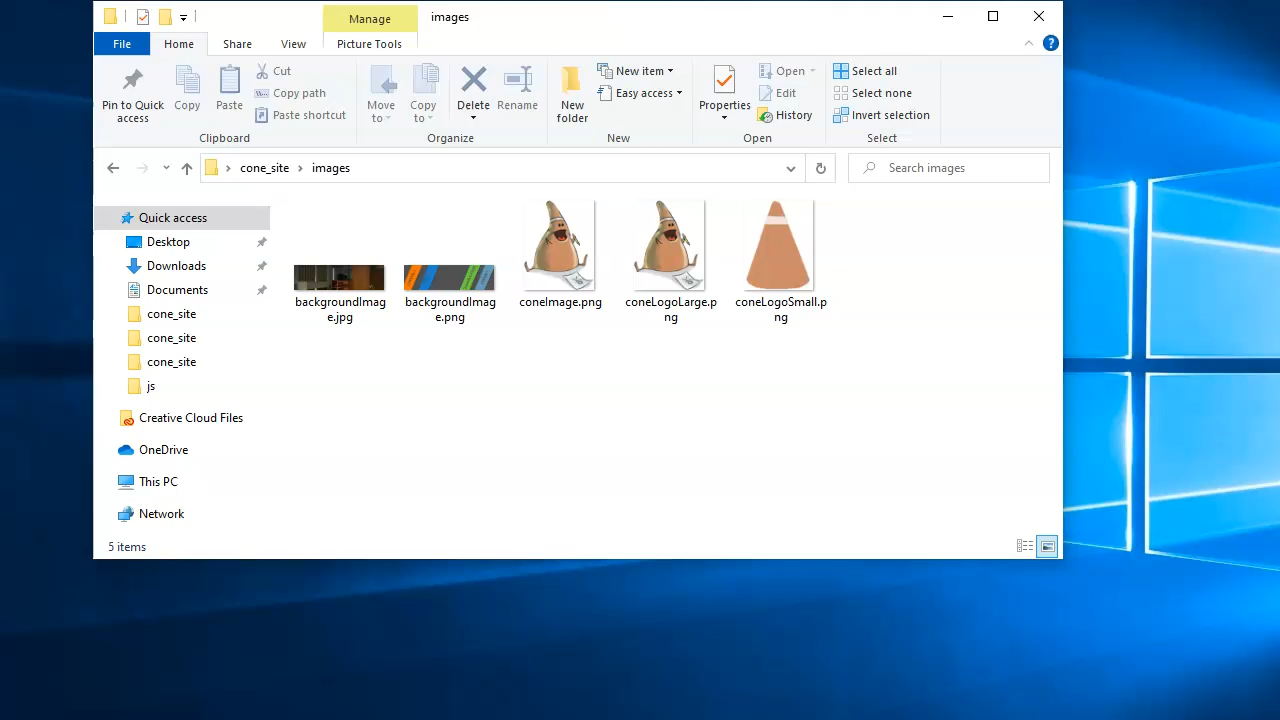 Manage
images
File
Home
Share
View
Picture Tools
Pin to Quick
access
Copy
Paste
Cut
Copy path
Paste shortcut
Clipboard
Move
to
Copy
to
Delete
Rename
Organize
New
folder
New item
Easy access
New
Properties
Open
Edit
History
Open
Select all
Select none
Invert selection
Select
cone_site
images
Search images
Quick access
Desktop
Downloads
Documents
cone_site
cone_site
cone_site
js
Creative Cloud Files
OneDrive
This PC
Network
backgroundImag
e.jpg
backgroundImag
e.png
coneImage.png
coneLogoLarge.p
ng
coneLogoSmall.p
ng
5 items